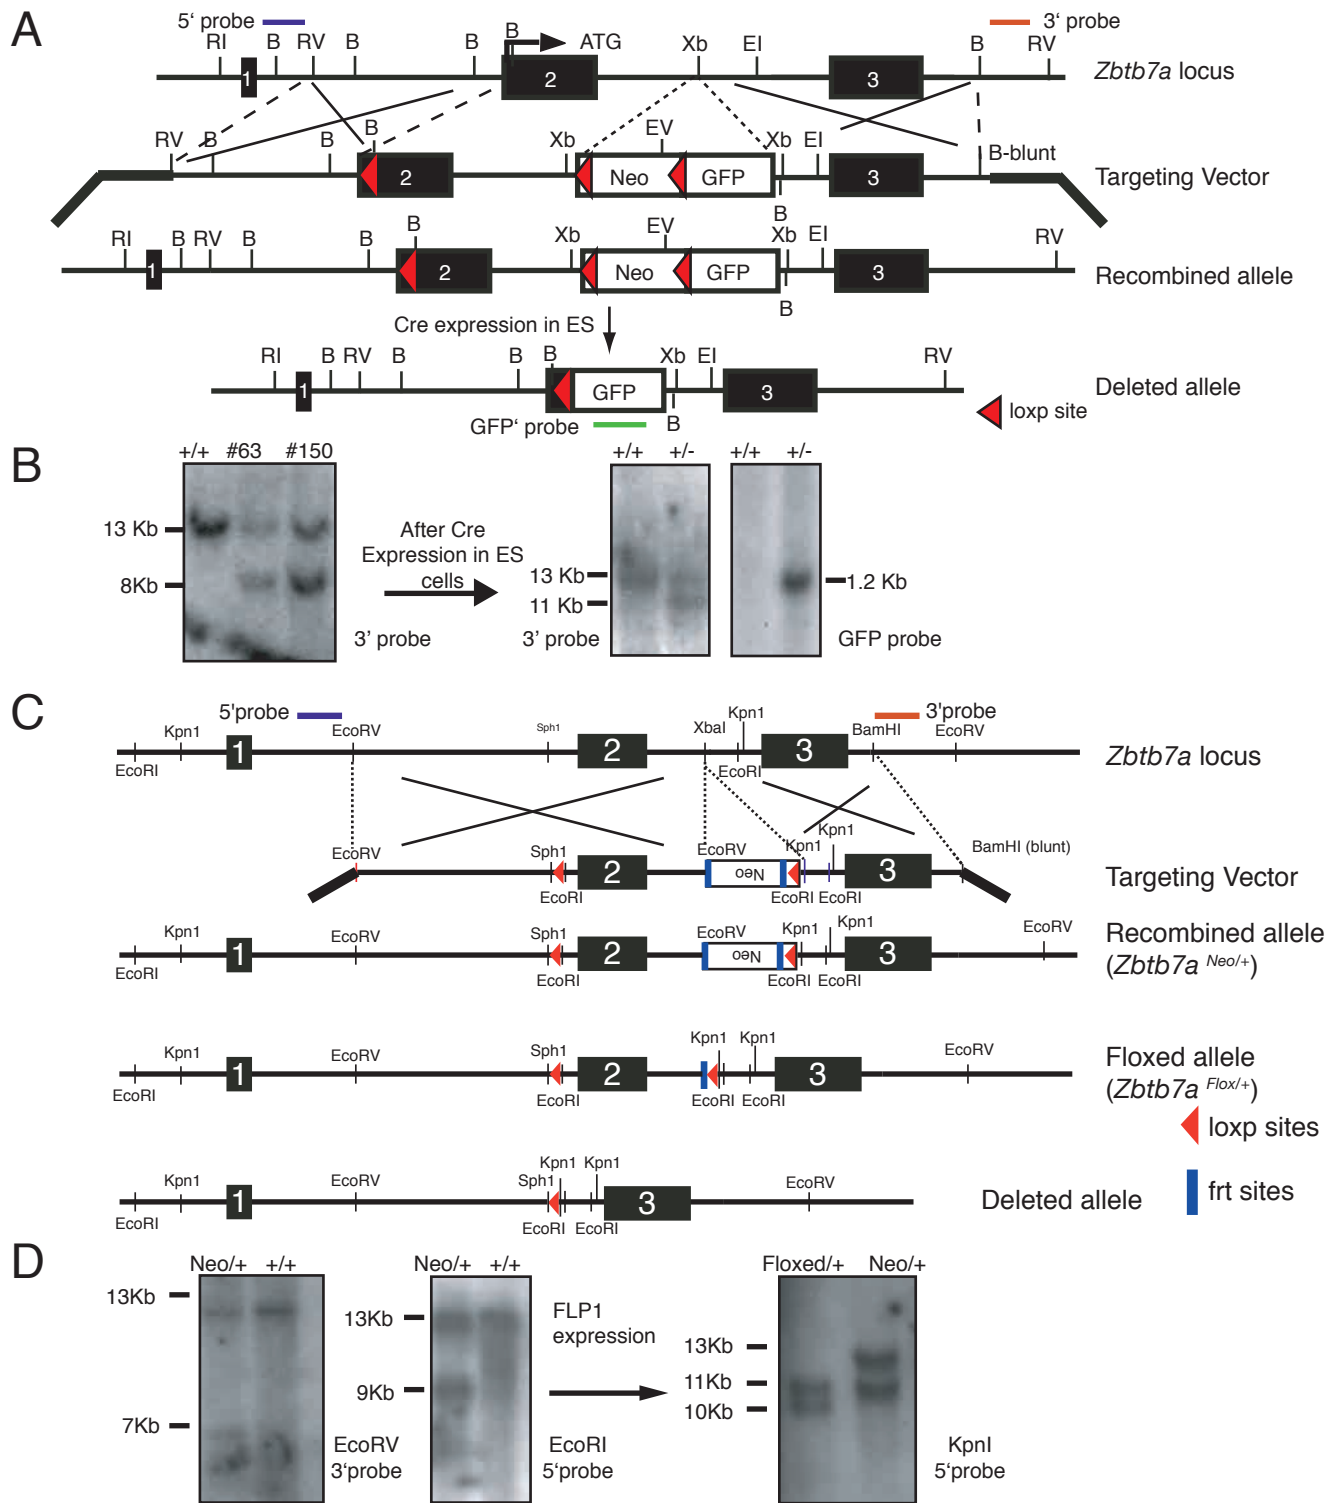 A
5‘ probe
3‘ probe
RI B RV B B B ATG Xb EI B RV
1 2 3
Zbtb7a locus
RV B B B Xb EV Xb EI B-blunt
2 Neo GFP 3
B
Targeting Vector
RI B RV B B B Xb EV Xb EI RV
1 2 Neo GFP 3
B
Recombined allele
Cre expression in ES
RI B RV B B B Xb EI RV
1 GFP 3
B
Deleted allele
GFP‘ probe
loxp site
B
+/+ #63 #150
13 Kb
8Kb
3’ probe
After Cre
Expression in ES
cells
+/+ +/-
13 Kb
11 Kb
3’ probe
+/+ +/-
1.2 Kb
GFP probe
C
5'probe
3'probe
Kpn1 EcoRV Sph1 XbaI Kpn1 BamHI EcoRV
1 2 3
EcoRI EcoRI
Zbtb7a locus
EcoRV Sph1 EcoRV Kpn1 Kpn1 BamHI (blunt)
2 Neo 3
EcoRI EcoRI EcoRI
Targeting Vector
Kpn1 EcoRV Sph1 EcoRV Kpn1 Kpn1 EcoRV
1 2 Neo 3
EcoRI EcoRI EcoRI EcoRI
Recombined allele
(Zbtb7a Neo/+)
Kpn1 EcoRV Sph1 Kpn1 Kpn1 EcoRV
1 2 3
EcoRI EcoRI EcoRI EcoRI
Floxed allele
(Zbtb7a Flox/+)
loxp sites
frt sites
Kpn1 EcoRV Sph1 Kpn1 Kpn1 EcoRV
1 3
EcoRI EcoRI EcoRI
Deleted allele
D
Neo/+ +/+
13Kb
7Kb
EcoRV
3‘probe
Neo/+ +/+
13Kb
9Kb
EcoRI
5‘probe
FLP1
expression
Floxed/+ Neo/+
13Kb
11Kb
10Kb
KpnI
5‘probe